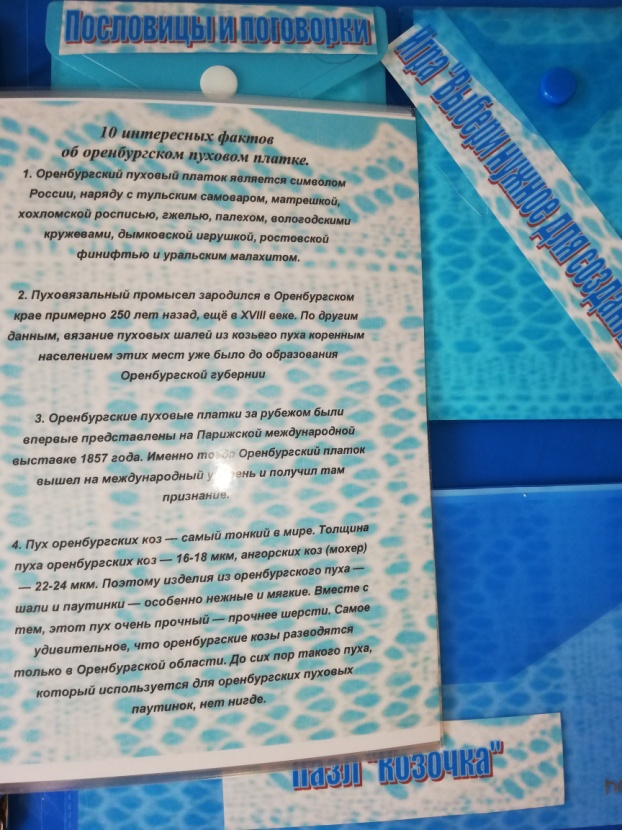 Пословицы и поговорки
Игра "Выбери нужное для
10 интересных фактов
об оренбургском пуховом платке.
1. Оренбургский пуховый платок является символом
России, наряду с тульским самоваром, матрешкой,
хохломской росписью, гжелью, палехом, вологодскими
кружевами, дымковской игрушкой, ростовской
финифтью и уральским малахитом.
2. Пуховязальный промысел зародился в Оренбургском
крае примерно 250 лет назад, ещё в XVIII веке. По другим
данным, вязание пуховых шалей из козьего пуха коренным
населением этих мест уже было до образования
Оренбургской губернии
3. Оренбургские пуховые платки за рубежом были
впервые представлены на Парижской международной
выставке 1857 года. Именно тогда Оренбургский платок
вышел на международный уровень и получил там
признание.
4. Пух оренбургских коз — самый тонкий в мире. Толщина
пуха оренбургских коз — 16-18 мкм, ангорских коз (мохер)
— 22-24 мкм. Поэтому изделия из оренбургского пуха —
шали и паутинки — особенно нежные и мягкие. Вместе с
тем, этот пух очень прочный — прочнее шерсти. Самое
удивительное, что оренбургские козы разводятся
только в Оренбургской области. До сих пор такого пуха,
который используется для оренбургских пуховых
паутинок, нет нигде.
Пазл "Козочка"